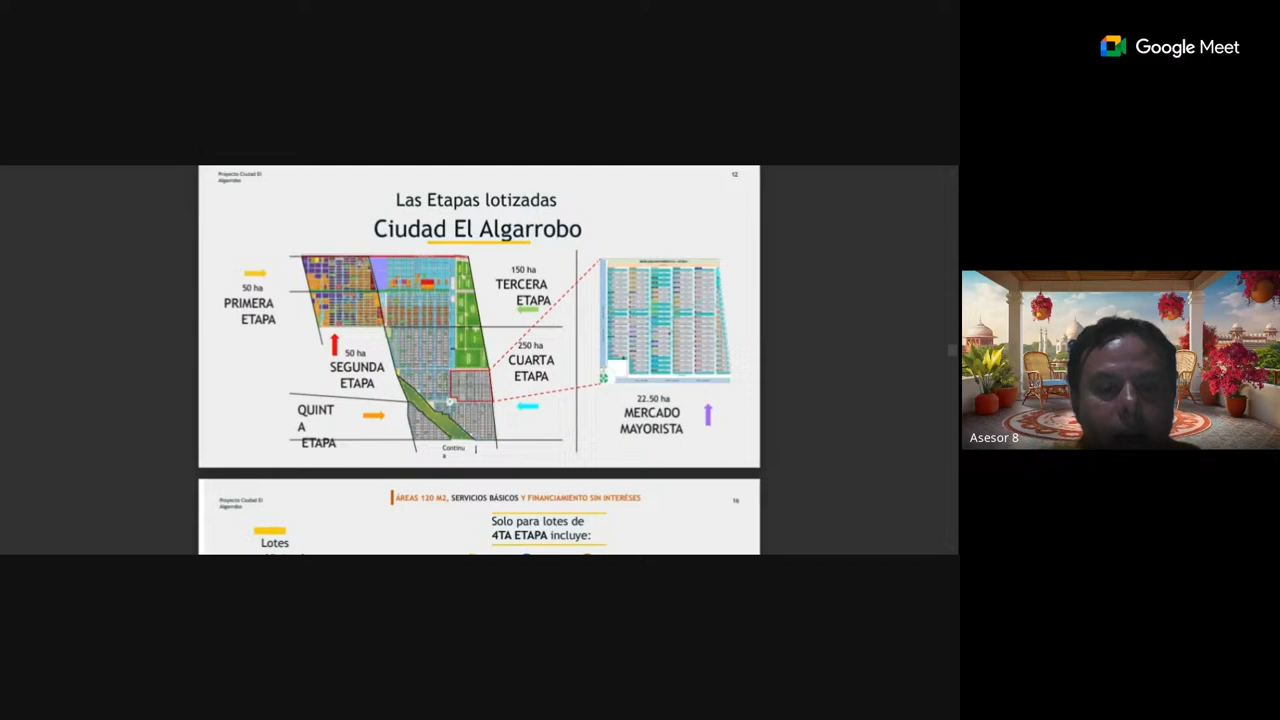 Google Meet
Proyecto Ciudad El
Algarrobo
12
Las Etapas lotizadas
Ciudad El Algarrobo
50 ha
PRIMERA
ETAPA
50 ha
SEGUNDA
ETAPA
QUINT
A
ETAPA
150 ha
TERCERA
ETAPA
250 ha
CUARTA
ETAPA
Continu
a
22.50 ha
MERCADO
MAYORISTA
Asesor 8
Proyecto Ciudad El
Algarrobo
ÁREAS 120 M2, SERVICIOS BÁSICOS Y FINANCIAMIENTO SIN INTERÉSES
16
Lotes
Solo para lotes de
4TA ETAPA incluye: